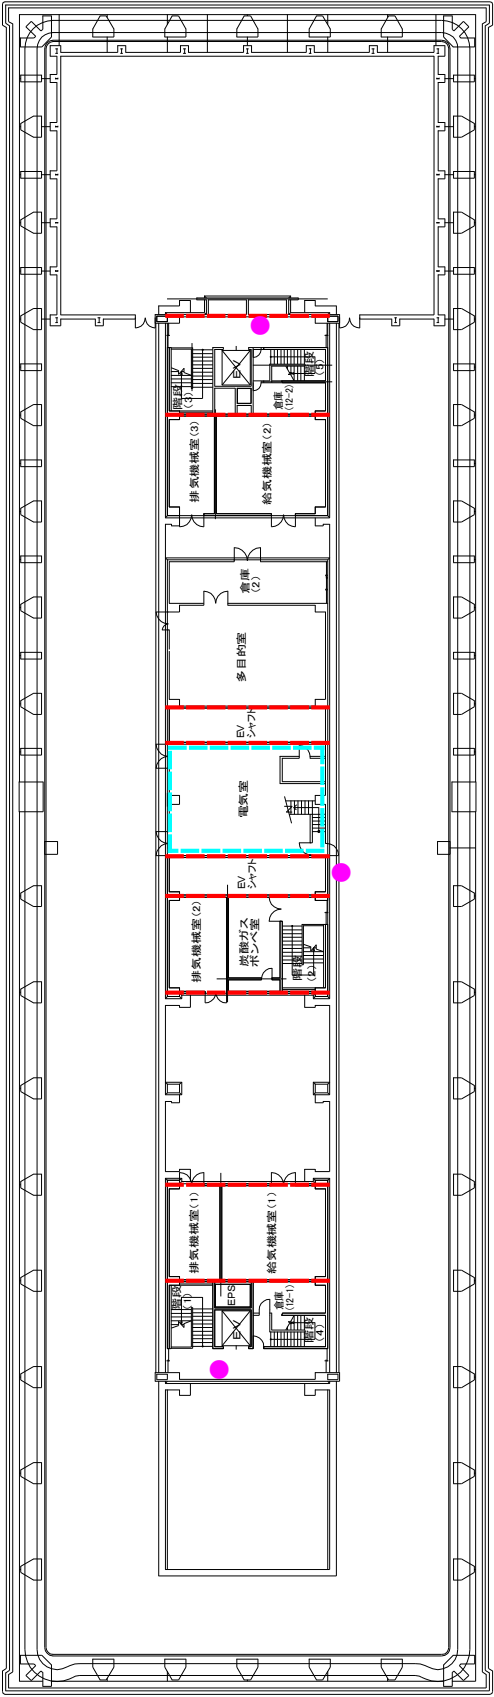 階段
(3)
EV
階段
(5)
倉庫
(12-2)
排気機械室(3)
給気機械室(2)
倉庫
(2)
多目的室
EV
シャフト
電気室
EV
シャフト
排気機械室(2)
炭酸ガス
ボンベ室
階段
(2)
排気機械室(1)
給気機械室(1)
階段
(1)
EPS
倉庫
(12-1)
EV
階段
(4)